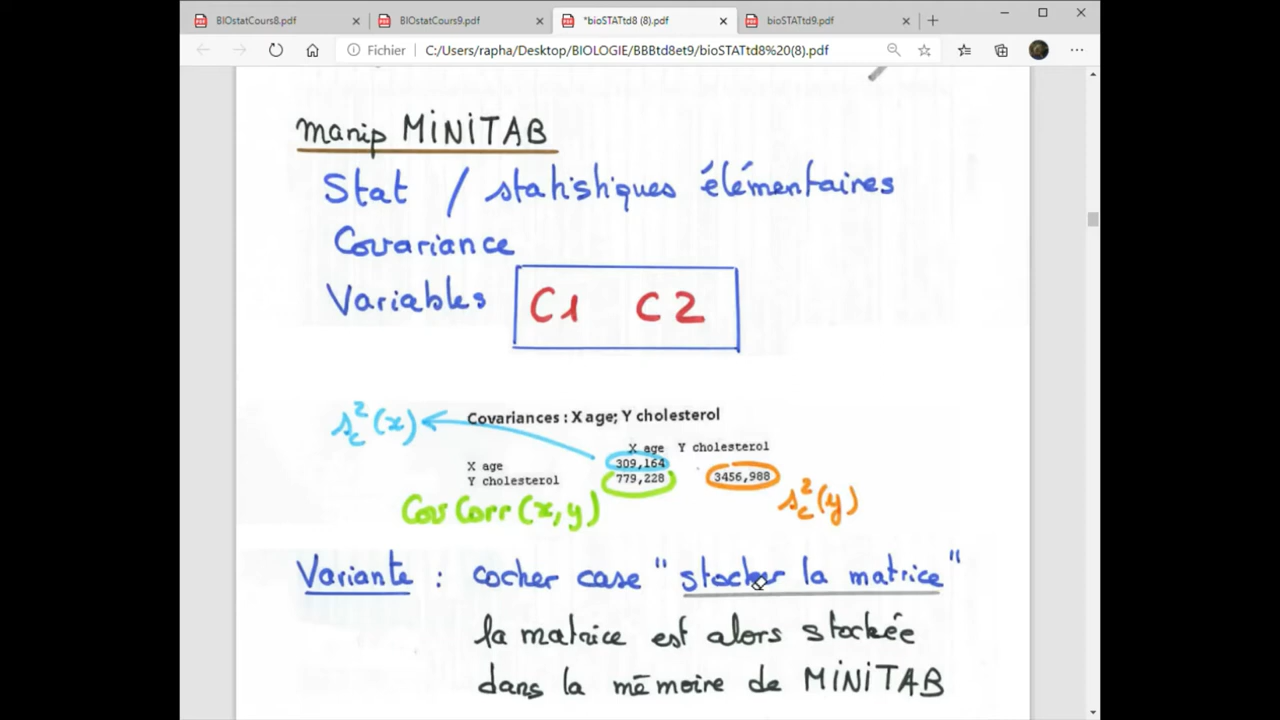 BIOstatCours8.pdf
BIOstatCours9.pdf
*bioSTATtd8 (8).pdf
bioSTATtd9.pdf
Fichier
C:/Users/rapha/Desktop/BIOLOGIE/BBBtd8et9/bioSTATtd8%20(8).pdf
manip MINITAB
Stat / statistiques élémentaires
Covariance
Variables C1 C2
s²c(x)
Covariances : X age; Y cholesterol
X age Y cholesterol
X age 309,164
Y cholesterol 779,228 3456,988
Cov Corr (x,y)
s²c(y)
Variante : cocher case "stocker la matrice"
la matrice est alors stockée
dans la mémoire de MINITAB